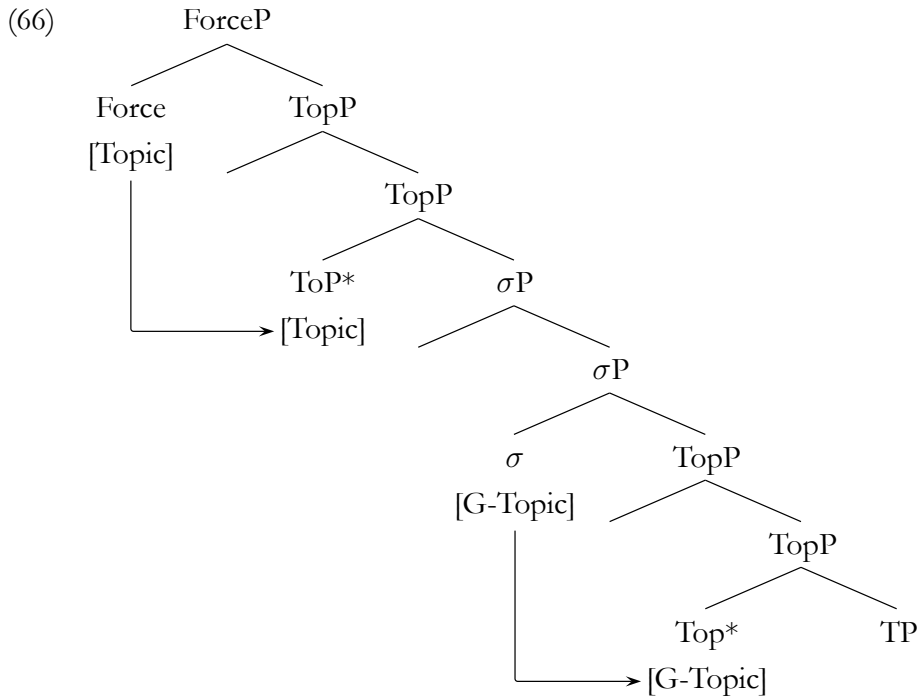 (66) ForceP
Force TopP
[Topic]
TopP
ToP* σP
[Topic]
σP
σ TopP
[G-Topic]
TopP
Top* TP
[G-Topic]